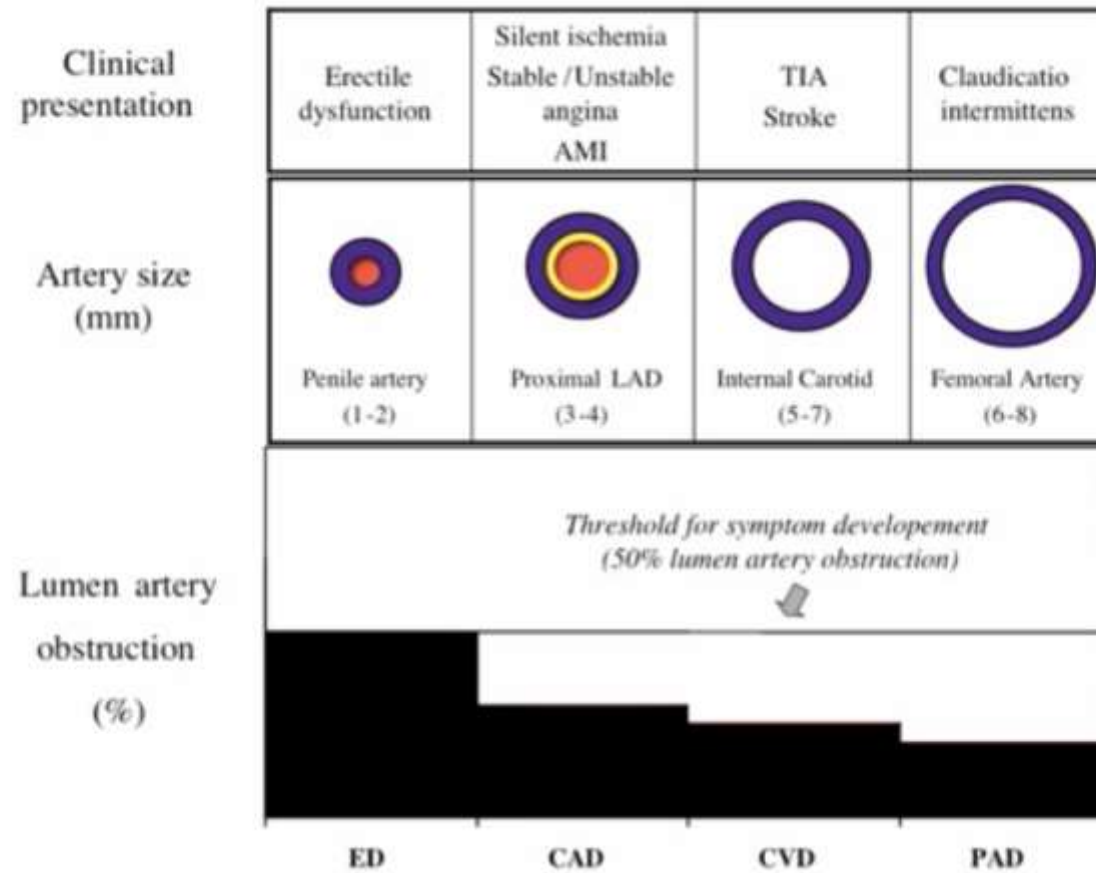 Clinical
presentation
Erectile
dysfunction
Silent ischemia
Stable /Unstable
angina
AMI
TIA
Stroke
Claudicatio
intermittens
Artery size
(mm)
Penile artery
(1-2)
Proximal LAD
(3-4)
Internal Carotid
(5-7)
Femoral Artery
(6-8)
Lumen artery
obstruction
(%)
Threshold for symptom developement
(50% lumen artery obstruction)
ED
CAD
CVD
PAD